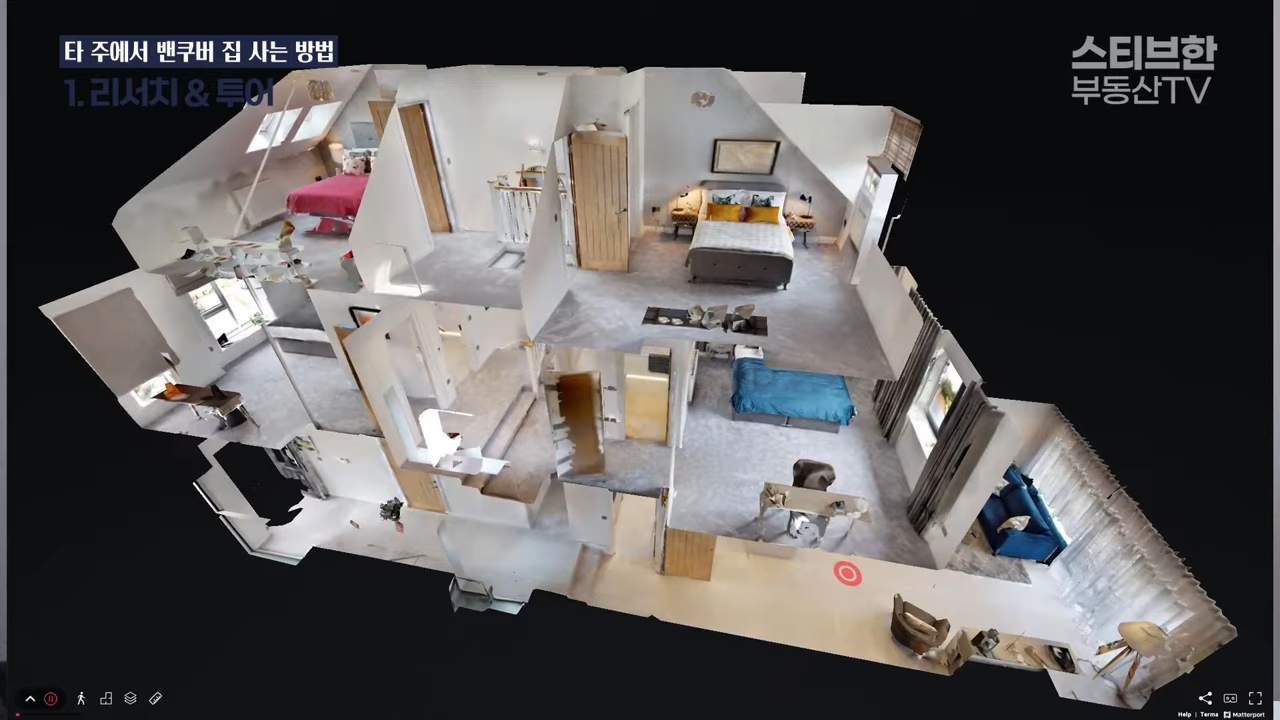 타 주에서 밴쿠버 집 사는 방법
1. 리서치 & 투어
스티브한
부동산TV
Help | Terms Matterport